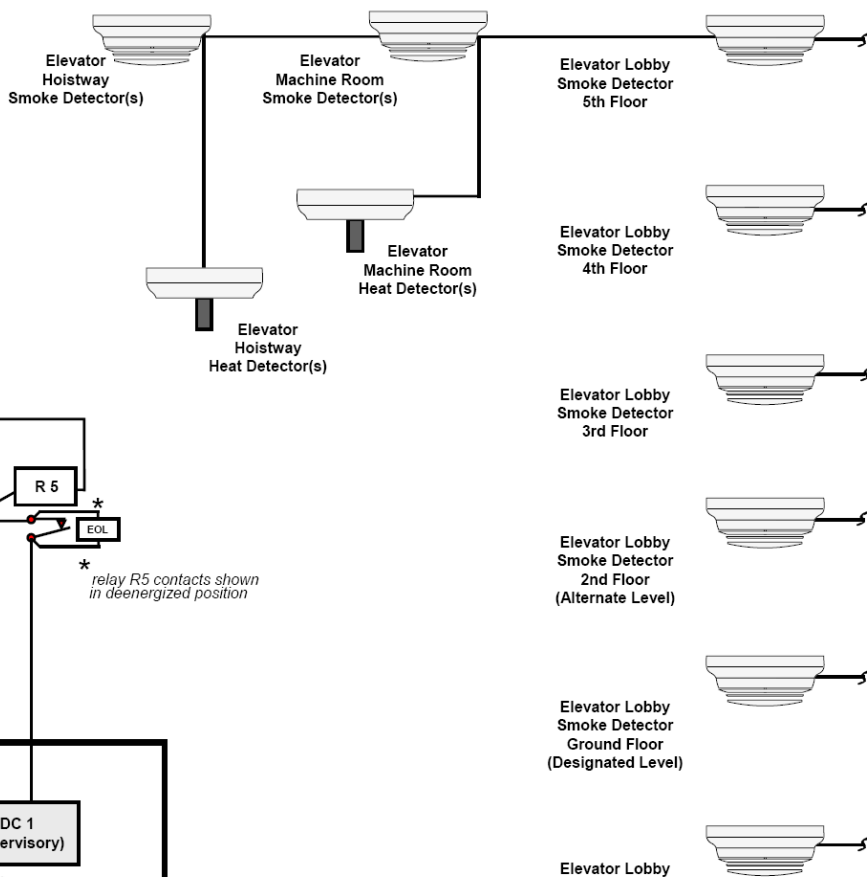 Elevator
Hoistway
Smoke Detector(s)
Elevator
Machine Room
Smoke Detector(s)
Elevator Lobby
Smoke Detector
5th Floor
Elevator
Machine Room
Heat Detector(s)
Elevator Lobby
Smoke Detector
4th Floor
Elevator
Hoistway
Heat Detector(s)
Elevator Lobby
Smoke Detector
3rd Floor
R 5
*
EOL
*
relay R5 contacts shown
in deenergized position
Elevator Lobby
Smoke Detector
2nd Floor
(Alternate Level)
Elevator Lobby
Smoke Detector
Ground Floor
(Designated Level)
DC 1
ervisory)
Elevator Lobby